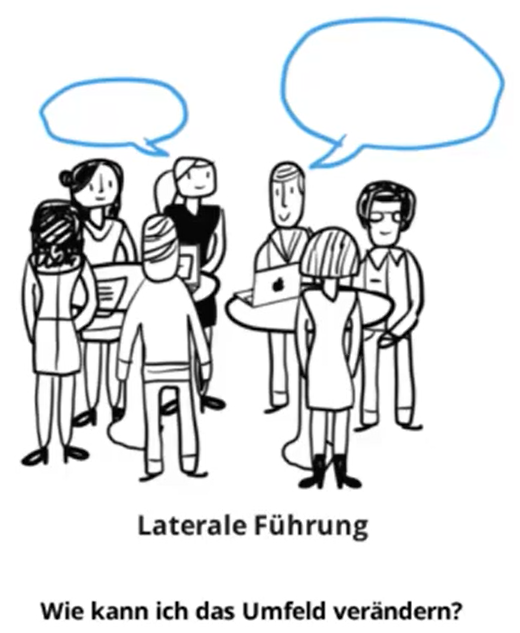 Laterale Führung
Wie kann ich das Umfeld verändern?